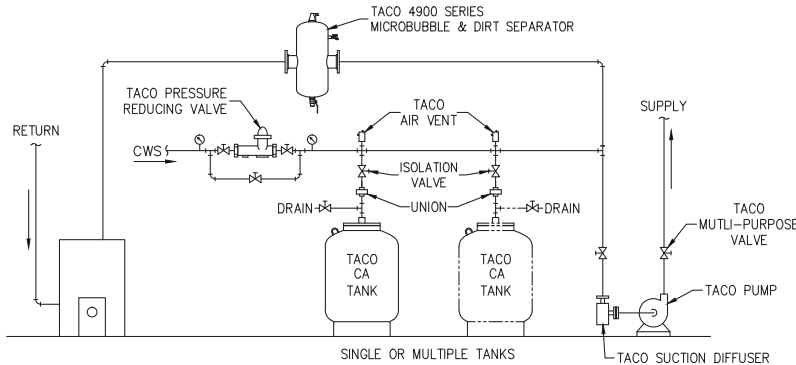 TACO 4900 SERIES
MICROBUBBLE & DIRT SEPARATOR
TACO PRESSURE
REDUCING VALVE
TACO
AIR VENT
SUPPLY
RETURN
CWS
ISOLATION
VALVE
DRAIN
UNION
DRAIN
TACO
MUTLI-PURPOSE
VALVE
TACO
CA
TANK
TACO
CA
TANK
TACO PUMP
SINGLE OR MULTIPLE TANKS
TACO SUCTION DIFFUSER